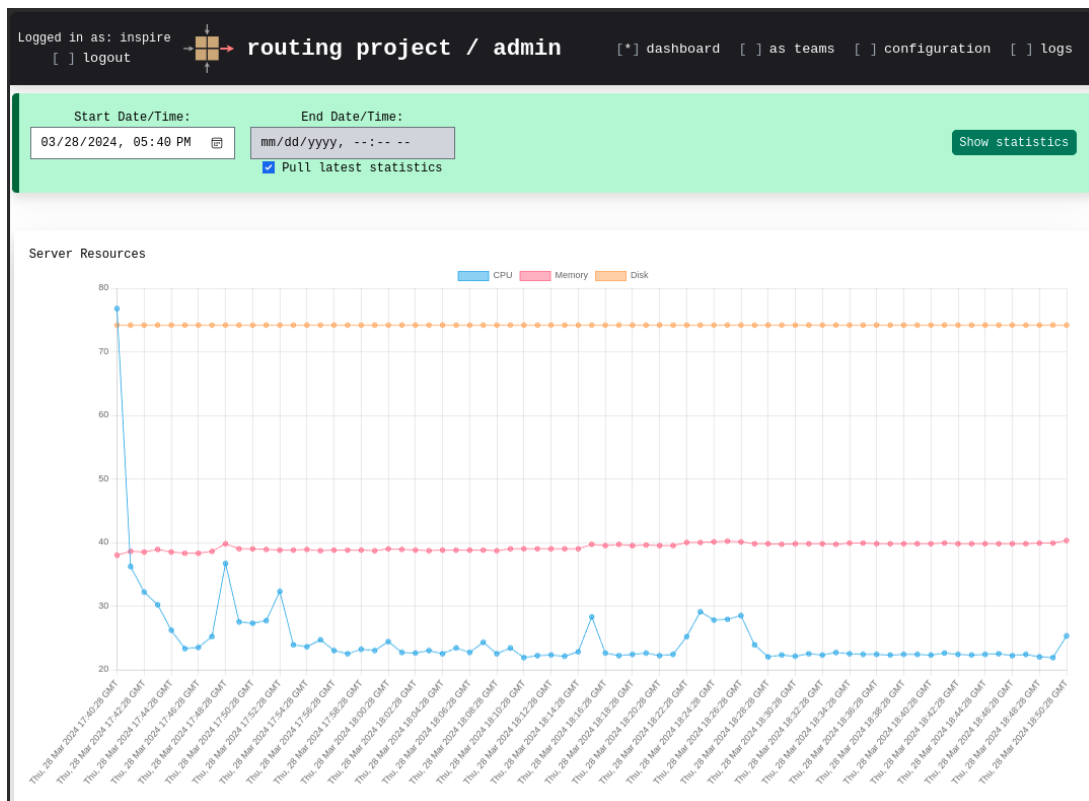 Logged in as: inspire
[ ] logout
routing project / admin
[*] dashboard [ ] as teams [ ] configuration [ ] logs
Start Date/Time:
03/28/2024, 05:40 PM
End Date/Time:
mm/dd/yyyy, --:-- --
Pull latest statistics
Show statistics
Server Resources
CPU Memory Disk
80
70
60
50
40
30
20
Thu, 28 Mar 2024 17:40:28 GMT
Thu, 28 Mar 2024 17:42:28 GMT
Thu, 28 Mar 2024 17:44:28 GMT
Thu, 28 Mar 2024 17:46:28 GMT
Thu, 28 Mar 2024 17:48:28 GMT
Thu, 28 Mar 2024 17:50:28 GMT
Thu, 28 Mar 2024 17:52:28 GMT
Thu, 28 Mar 2024 17:54:28 GMT
Thu, 28 Mar 2024 17:56:28 GMT
Thu, 28 Mar 2024 17:58:28 GMT
Thu, 28 Mar 2024 18:00:28 GMT
Thu, 28 Mar 2024 18:02:28 GMT
Thu, 28 Mar 2024 18:04:28 GMT
Thu, 28 Mar 2024 18:06:28 GMT
Thu, 28 Mar 2024 18:08:28 GMT
Thu, 28 Mar 2024 18:10:28 GMT
Thu, 28 Mar 2024 18:12:28 GMT
Thu, 28 Mar 2024 18:14:28 GMT
Thu, 28 Mar 2024 18:16:28 GMT
Thu, 28 Mar 2024 18:18:28 GMT
Thu, 28 Mar 2024 18:20:28 GMT
Thu, 28 Mar 2024 18:22:28 GMT
Thu, 28 Mar 2024 18:24:28 GMT
Thu, 28 Mar 2024 18:26:28 GMT
Thu, 28 Mar 2024 18:28:28 GMT
Thu, 28 Mar 2024 18:30:28 GMT
Thu, 28 Mar 2024 18:32:28 GMT
Thu, 28 Mar 2024 18:34:28 GMT
Thu, 28 Mar 2024 18:36:28 GMT
Thu, 28 Mar 2024 18:38:28 GMT
Thu, 28 Mar 2024 18:40:28 GMT
Thu, 28 Mar 2024 18:42:28 GMT
Thu, 28 Mar 2024 18:44:28 GMT
Thu, 28 Mar 2024 18:46:28 GMT
Thu, 28 Mar 2024 18:48:28 GMT
Thu, 28 Mar 2024 18:50:28 GMT